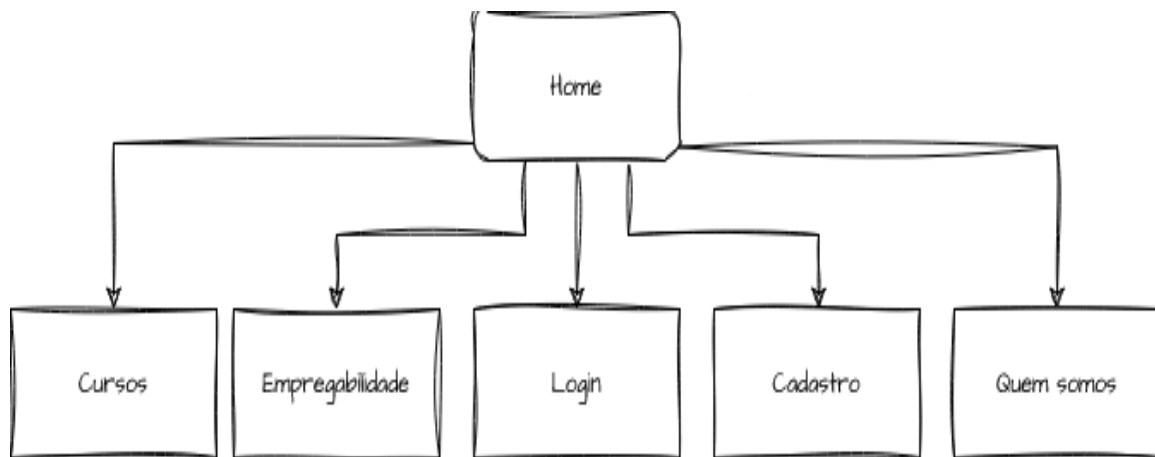 Home
Cursos
Empregabilidade
Login
Cadastro
Quem somos